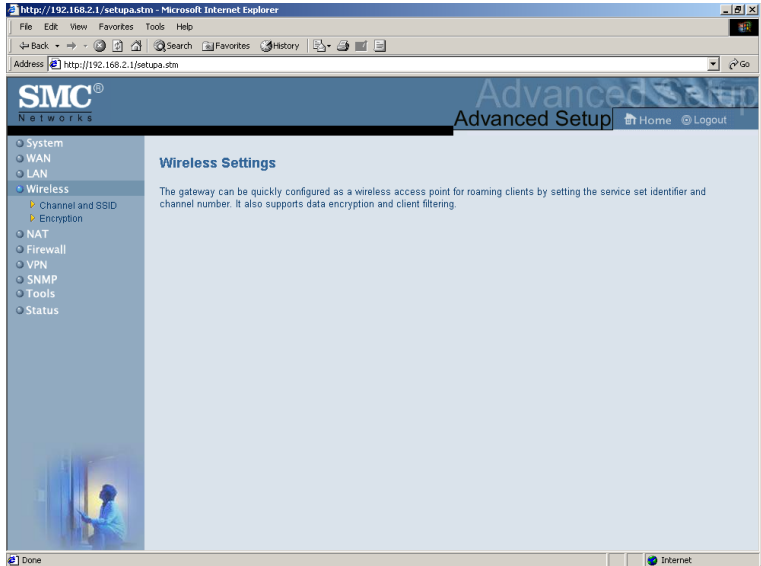 http://192.168.2.1/setupa.stm - Microsoft Internet Explorer
File Edit View Favorites Tools Help
Back Search Favorites History
Address http://192.168.2.1/setupa.stm Go
SMC®
Networks
Advanced Setup
Advanced Setup Home Logout
System
WAN
LAN
Wireless
Channel and SSID
Encryption
NAT
Firewall
VPN
SNMP
Tools
Status
Wireless Settings
The gateway can be quickly configured as a wireless access point for roaming clients by setting the service set identifier and
channel number. It also supports data encryption and client filtering.
Done Internet